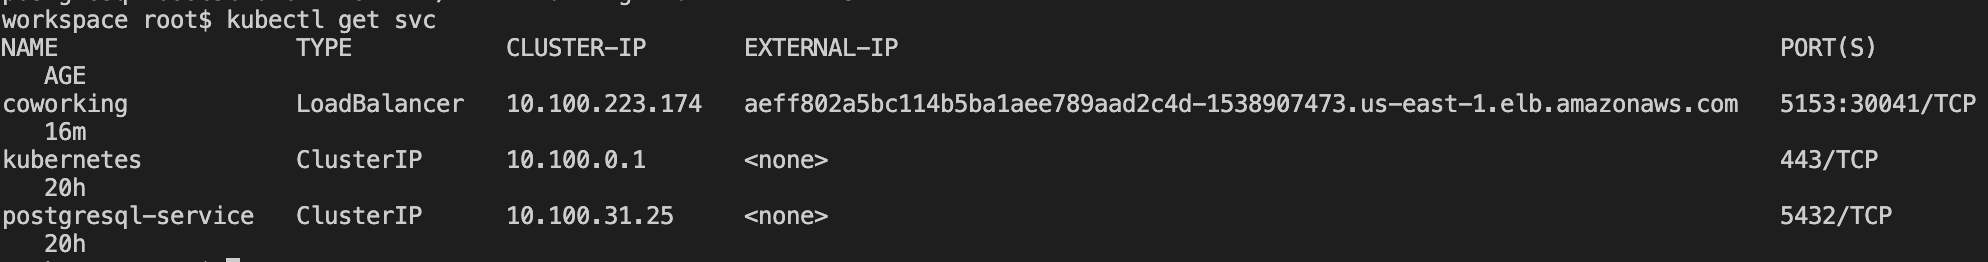 workspace root$ kubectl get svc
NAME TYPE CLUSTER-IP EXTERNAL-IP PORT(S)
AGE
coworking LoadBalancer 10.100.223.174 aeff802a5bc114b5ba1aee789aad2c4d-1538907473.us-east-1.elb.amazonaws.com 5153:30041/TCP
16m
kubernetes ClusterIP 10.100.0.1 <none> 443/TCP
20h
postgresql-service ClusterIP 10.100.31.25 <none> 5432/TCP
20h